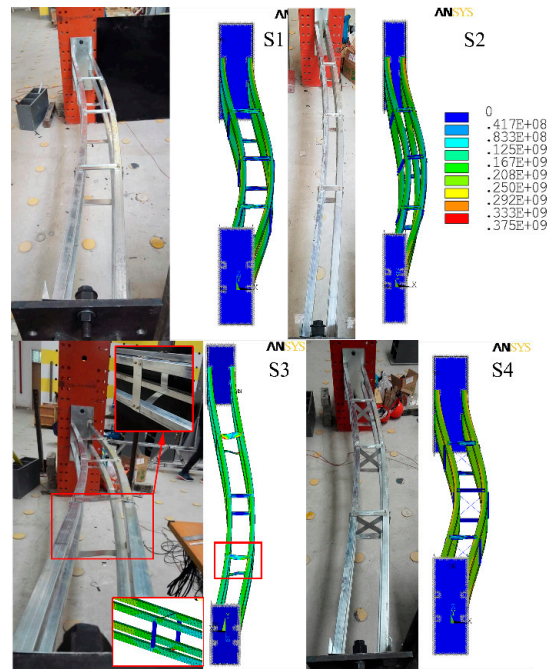 ANSYS
ANSYS
S1
S2
0
.417E+08
.833E+08
.125E+09
.167E+09
.208E+09
.250E+09
.292E+09
.333E+09
.375E+09
X
X
ANSYS
ANSYS
S3
S4